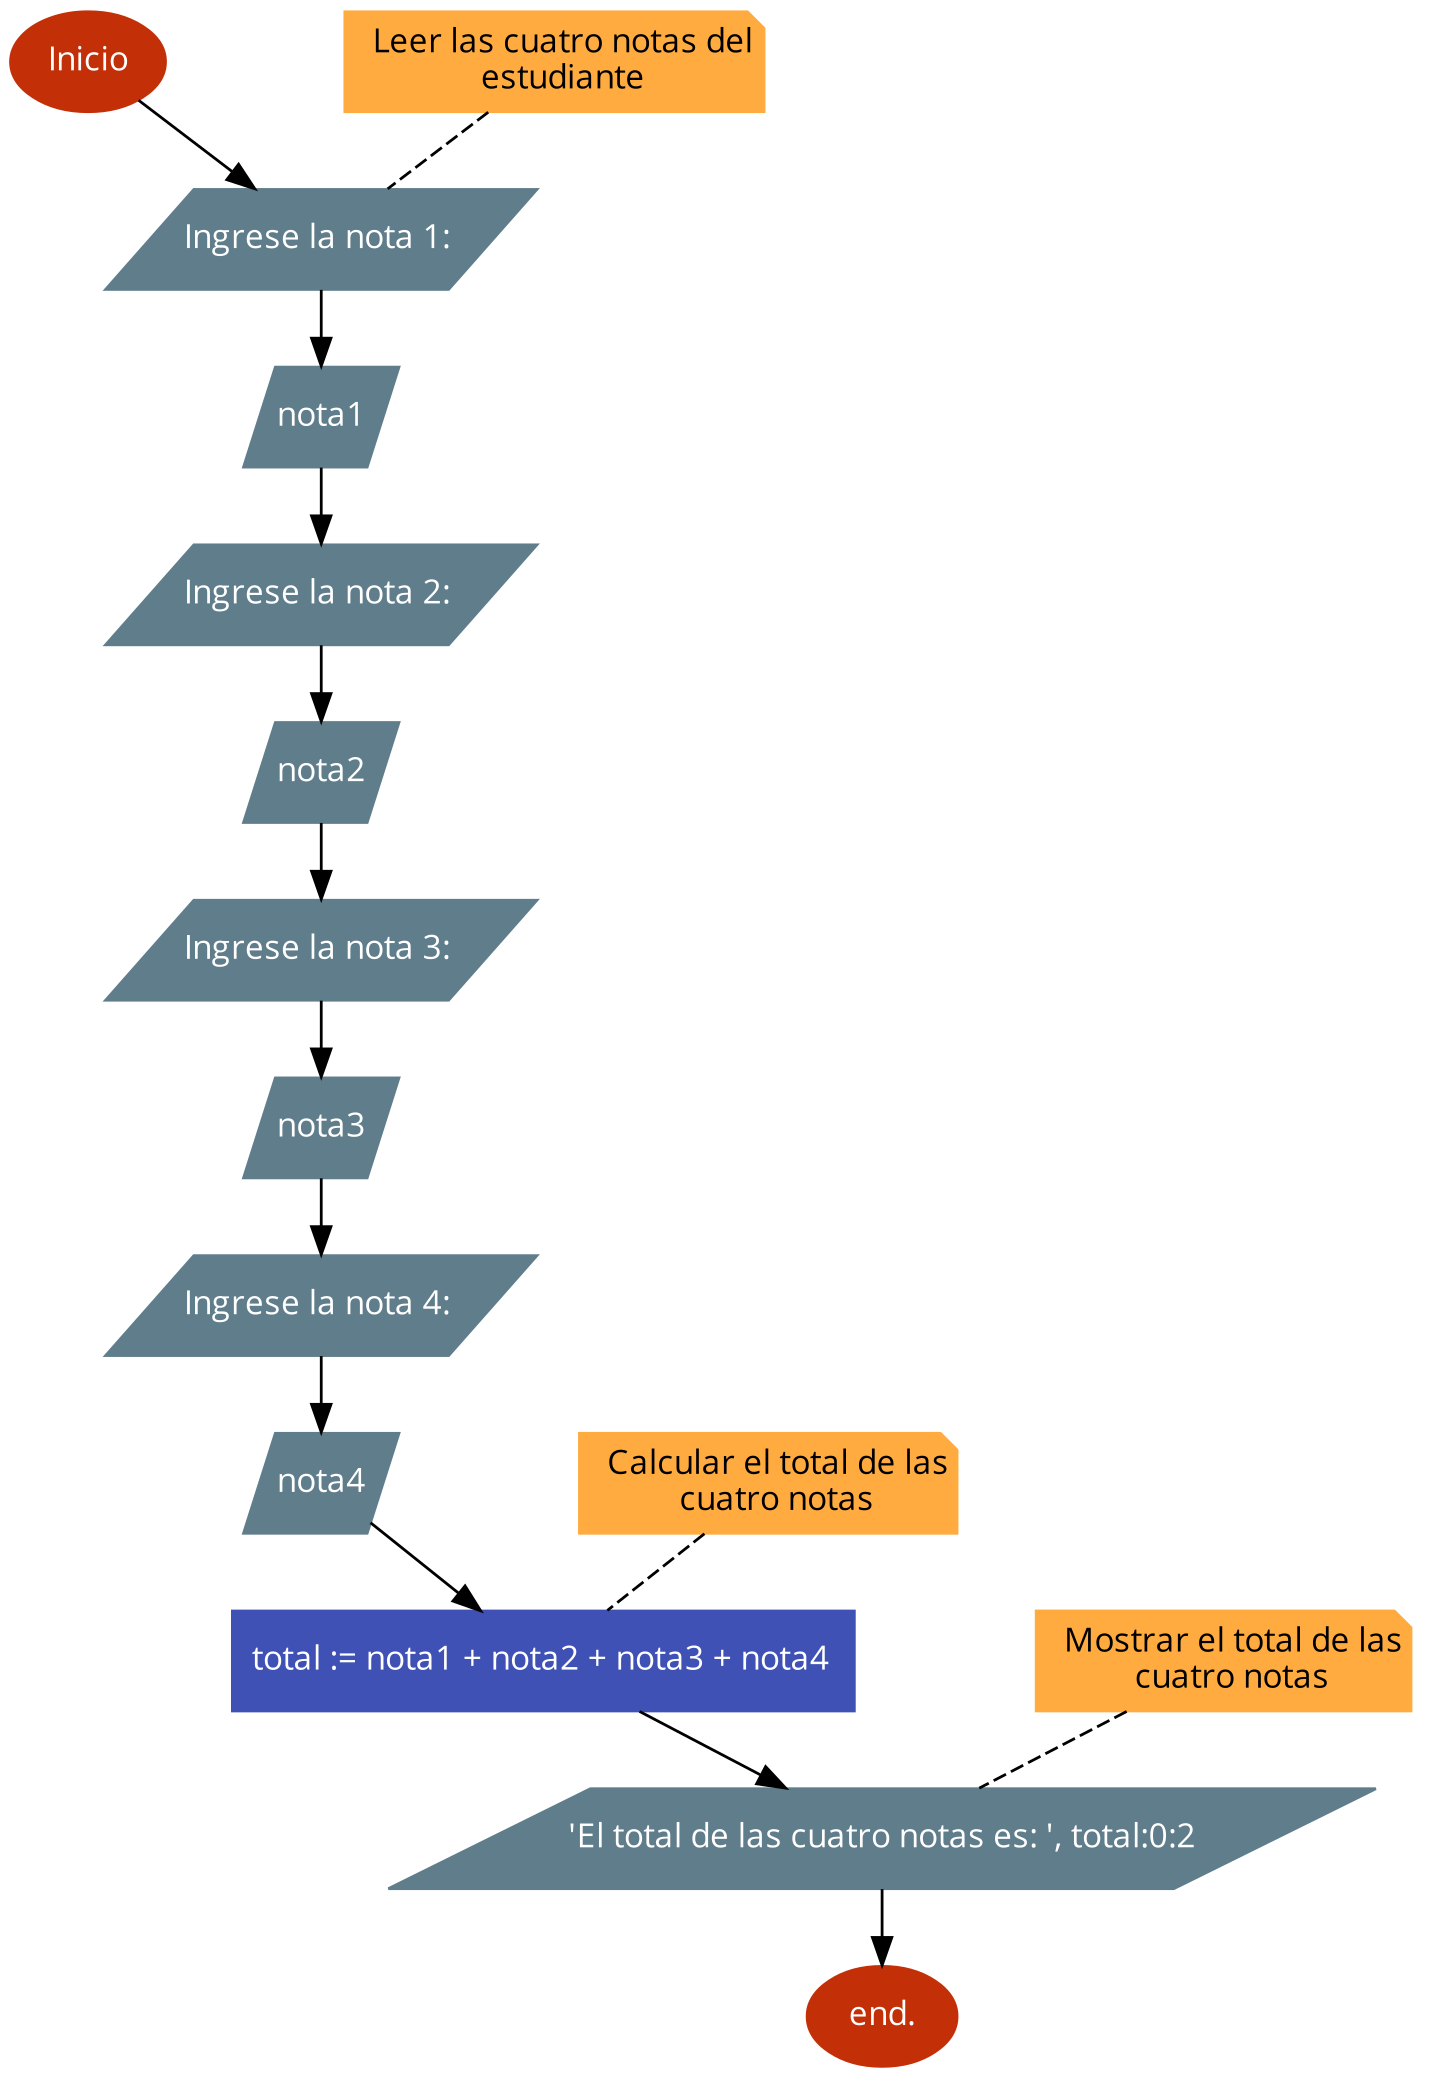 Inicio
Leer las cuatro notas del
estudiante
Ingrese la nota 1:
nota1
Ingrese la nota 2:
nota2
Ingrese la nota 3:
nota3
Ingrese la nota 4:
nota4
Calcular el total de las
cuatro notas
total := nota1 + nota2 + nota3 + nota4
Mostrar el total de las
cuatro notas
'El total de las cuatro notas es: ', total:0:2
end.